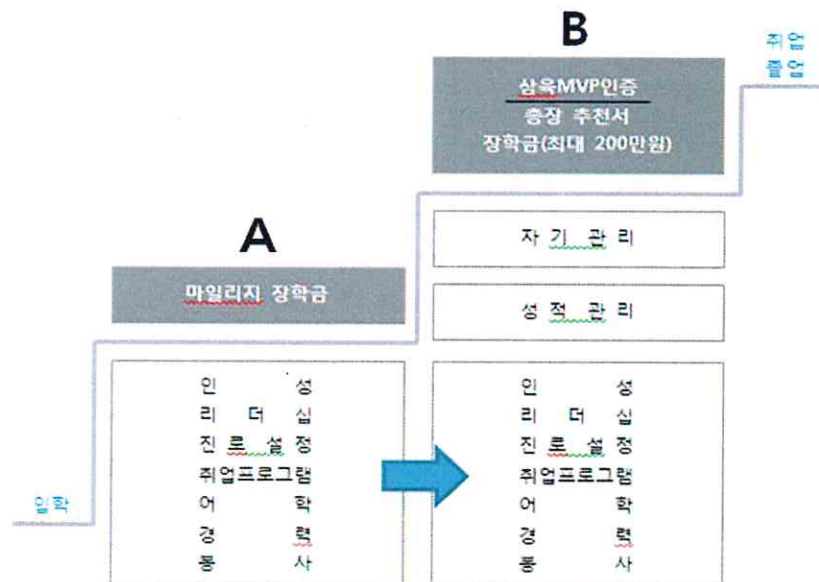 B
취업
졸업
삼육MVP인증
총장 추천서
장학금(최대 200만원)
자 기 관 리
A
마일리지 장학금
성 적 관 리
인 성
리 더 십
진 로 설 정
취업프로그램
어 학
경 력
봉 사
인 성
리 더 십
진 로 설 정
취업프로그램
어 학
경 력
봉 사
입학